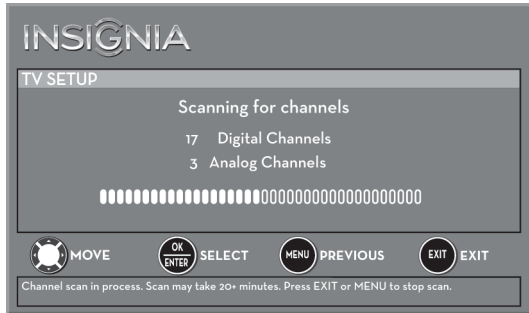 INSIGNIA
TV SETUP
Scanning for channels
17 Digital Channels
3 Analog Channels
MOVE OK ENTER SELECT MENU PREVIOUS EXIT EXIT
Channel scan in process. Scan may take 20+ minutes. Press EXIT or MENU to stop scan.